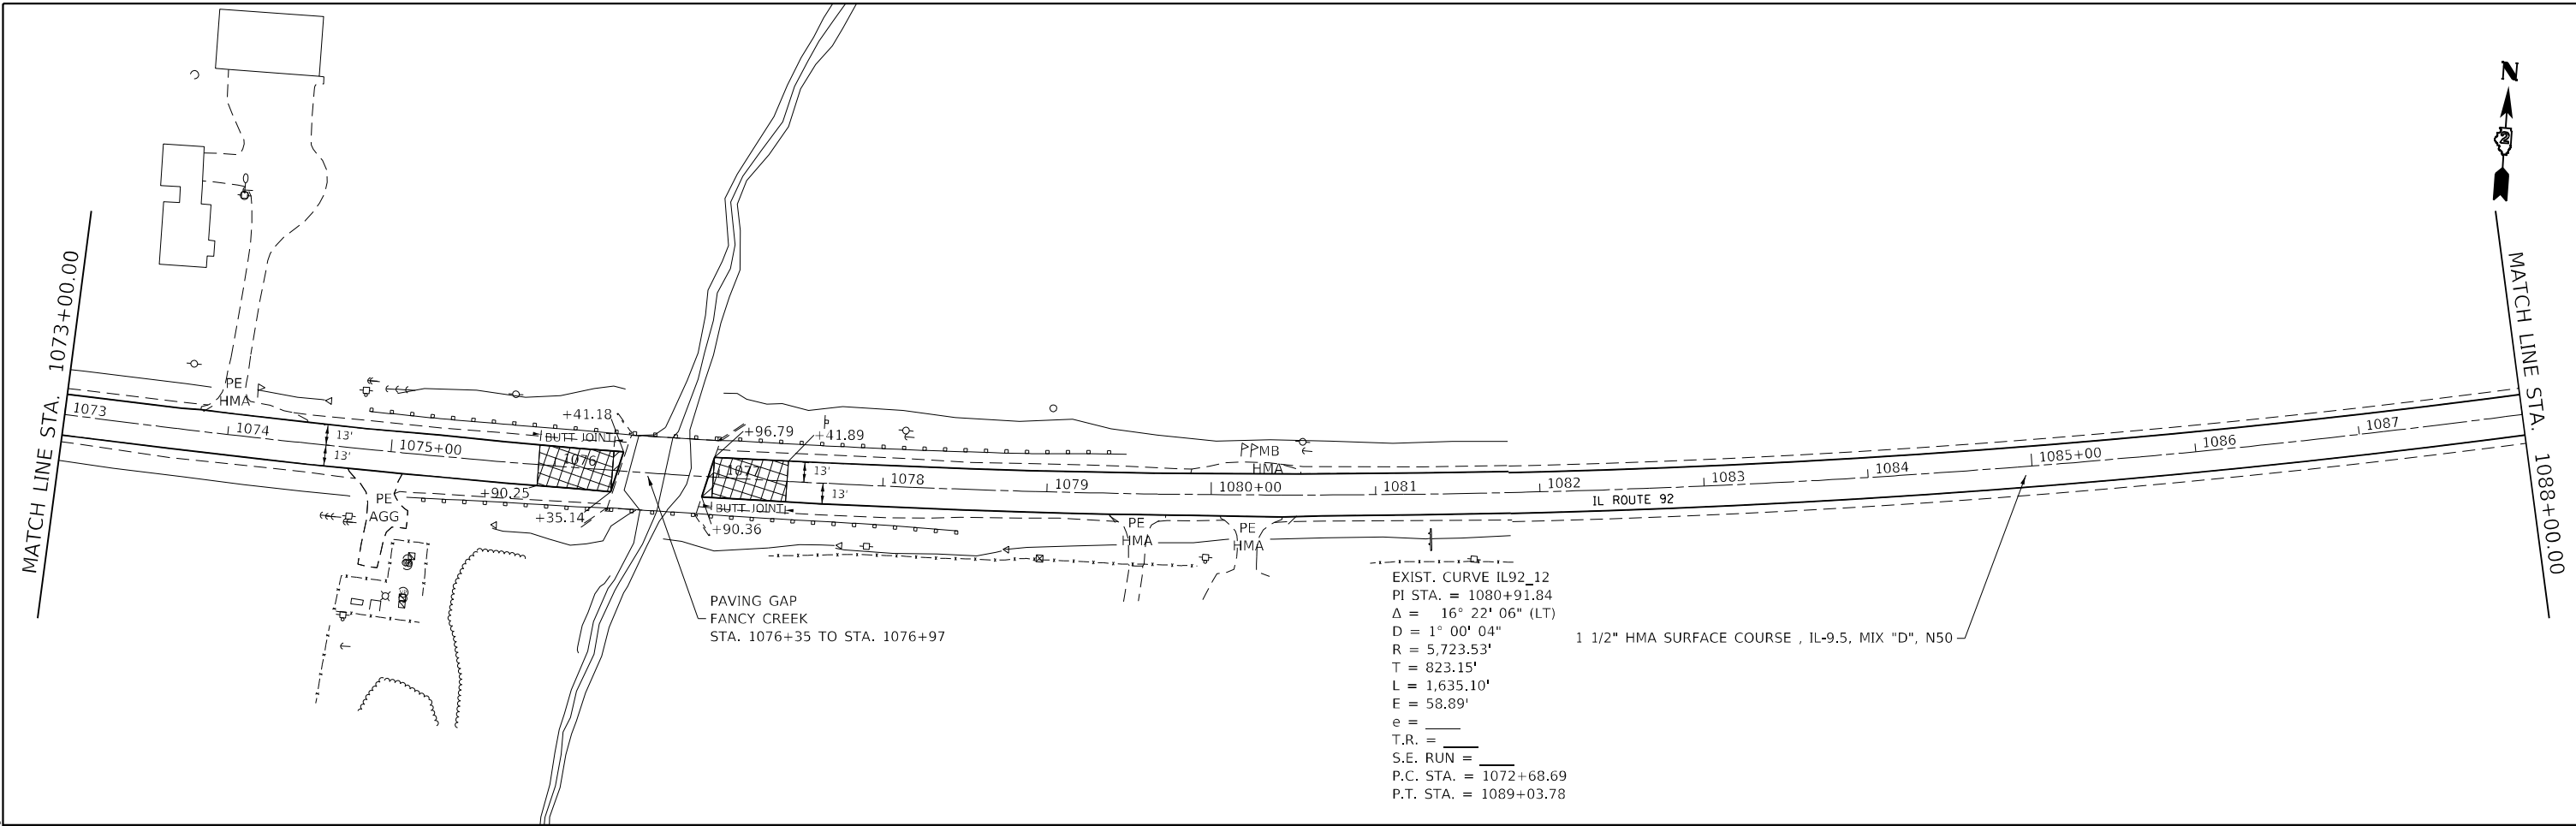 N
2
MATCH LINE STA. 1073+00.00
MATCH LINE STA. 1088+00.00
PE
HMA
1073
1074
13'
13'
1075+00
BUTT JOINT
+41.18
1076
+90.25
+35.14
PE
AGG
+96.79
+41.89
1077
13'
13'
BUTT JOINT
+90.36
1078
1079
1080+00
1081
1082
1083
1084
1085+00
1086
1087
PPMB
HMA
PE
HMA
PE
HMA
IL ROUTE 92
PAVING GAP
FANCY CREEK
STA. 1076+35 TO STA. 1076+97
EXIST. CURVE IL92_12
PI STA. = 1080+91.84
Δ = 16° 22' 06" (LT)
D = 1° 00' 04"
R = 5,723.53'
T = 823.15'
L = 1,635.10'
E = 58.89'
e = ____
T.R. = ____
S.E. RUN = ____
P.C. STA. = 1072+68.69
P.T. STA. = 1089+03.78
1 1/2" HMA SURFACE COURSE , IL-9.5, MIX "D", N50